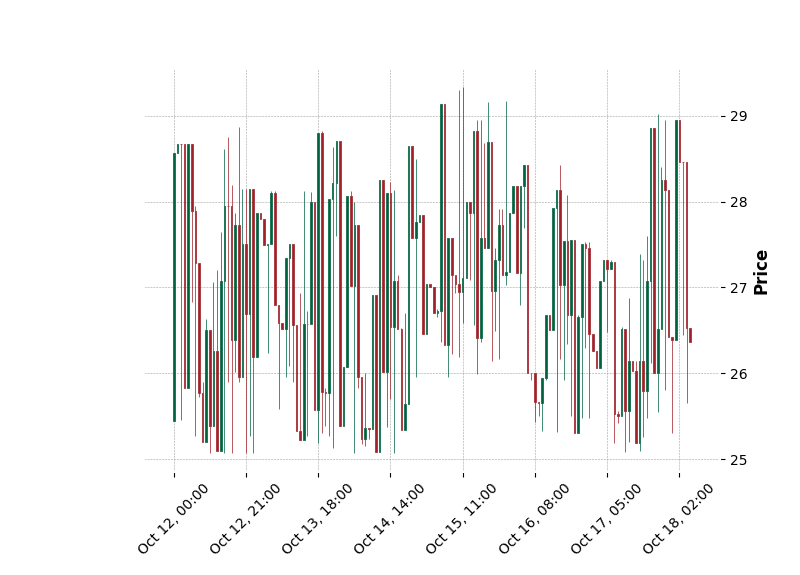 29
28
27
26
25
Price
Oct 12, 00:00
Oct 12, 21:00
Oct 13, 18:00
Oct 14, 14:00
Oct 15, 11:00
Oct 16, 08:00
Oct 17, 05:00
Oct 18, 02:00